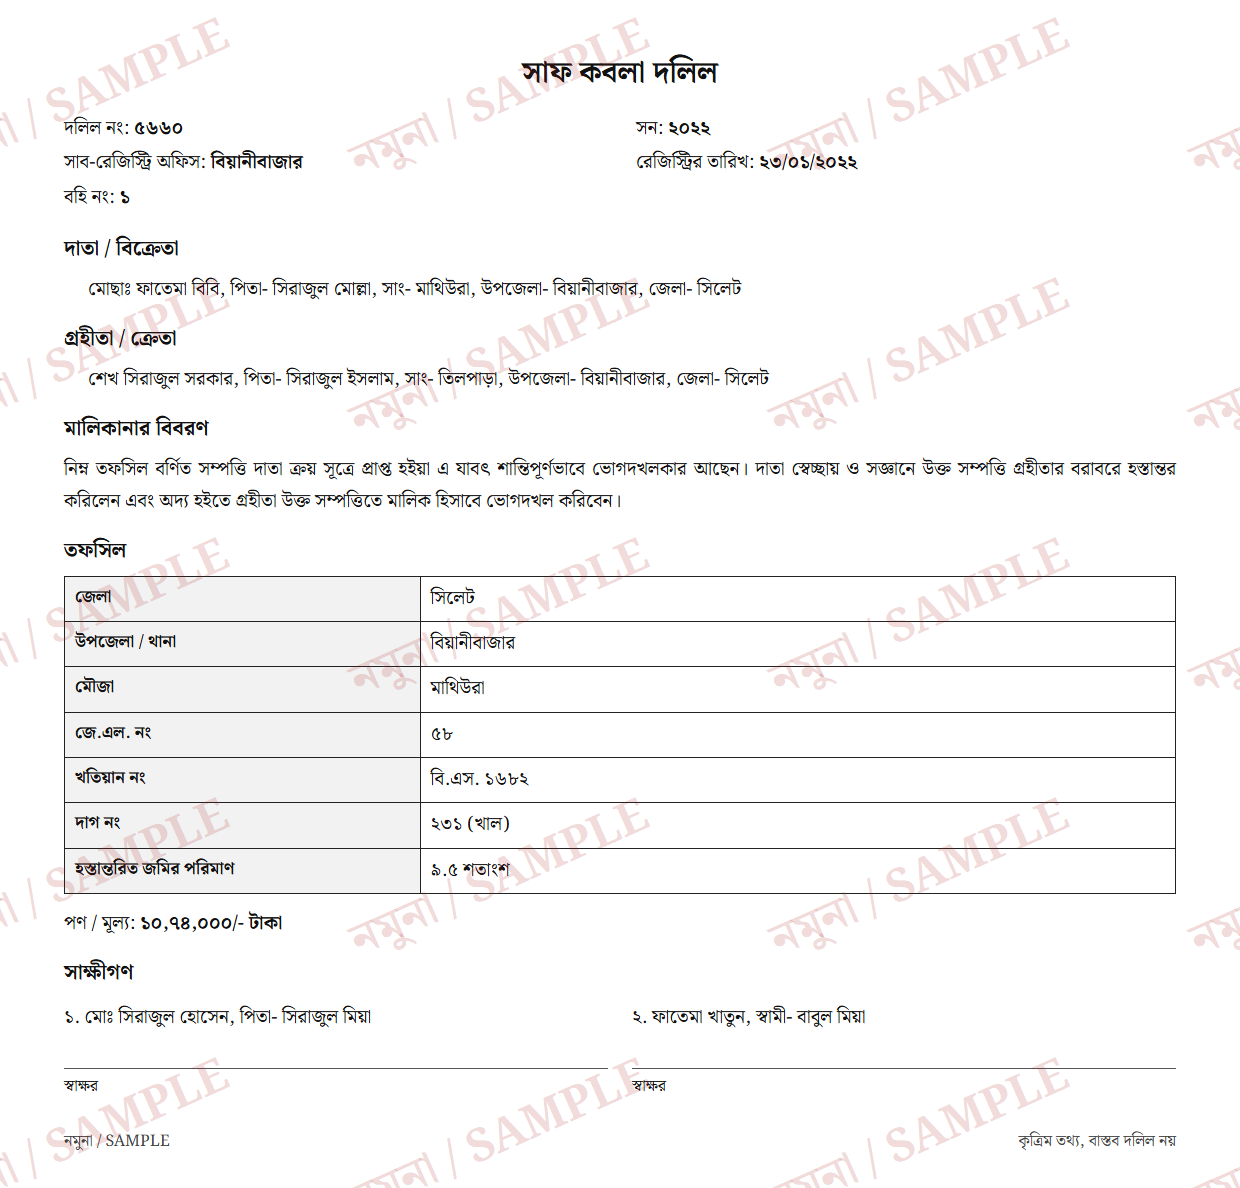 সাফ কবলা দলিল
দলিল নং: ৫৬৬০
সন: ২০২২
সাব-রেজিস্ট্রি অফিস: বিয়ানীবাজার
রেজিস্ট্রির তারিখ: ২৩/০১/২০২২
বহি নং: ১
দাতা / বিক্রেতা
মোছাঃ ফাতেমা বিবি, পিতা- সিরাজুল মোল্লা, সাং- মাথিউরা, উপজেলা- বিয়ানীবাজার, জেলা- সিলেট
গ্রহীতা / ক্রেতা
শেখ সিরাজুল সরকার, পিতা- সিরাজুল ইসলাম, সাং- তিলপাড়া, উপজেলা- বিয়ানীবাজার, জেলা- সিলেট
মালিকানার বিবরণ
নিম্ন তফসিল বর্ণিত সম্পত্তি দাতা ক্রয় সূত্রে প্রাপ্ত হইয়া এ যাবৎ শান্তিপূর্ণভাবে ভোগদখলকার আছেন। দাতা স্বেচ্ছায় ও সজ্ঞানে উক্ত সম্পত্তি গ্রহীতার বরাবরে হস্তান্তর
করিলেন এবং অদ্য হইতে গ্রহীতা উক্ত সম্পত্তিতে মালিক হিসাবে ভোগদখল করিবেন।
তফসিল
জেলা সিলেট
উপজেলা / থানা বিয়ানীবাজার
মৌজা মাথিউরা
জে.এল. নং ৫৮
খতিয়ান নং বি.এস. ১৬৮২
দাগ নং ২৩১ (খাল)
হস্তান্তরিত জমির পরিমাণ ৯.৫ শতাংশ
পণ / মূল্য: ১০,৭৪,০০০/- টাকা
সাক্ষীগণ
১. মোঃ সিরাজুল হোসেন, পিতা- সিরাজুল মিয়া
২. ফাতেমা খাতুন, স্বামী- বাবুল মিয়া
স্বাক্ষর
স্বাক্ষর
নমুনা / SAMPLE
কৃত্রিম তথ্য, বাস্তব দলিল নয়